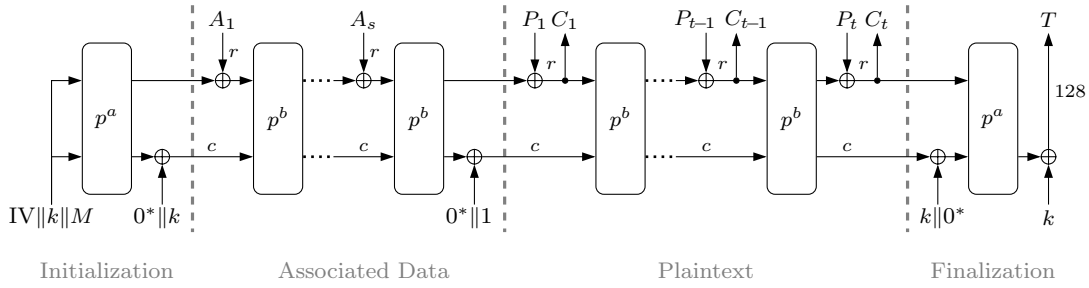 A₁ Aₛ P₁ C₁ Pₜ₋₁ Cₜ₋₁ Pₜ Cₜ T
r r r r r
128
pᵃ pᵇ pᵇ pᵇ pᵇ pᵃ
c c c c c
IV∥k∥M 0*∥k 0*∥1 k∥0* k
Initialization Associated Data Plaintext Finalization